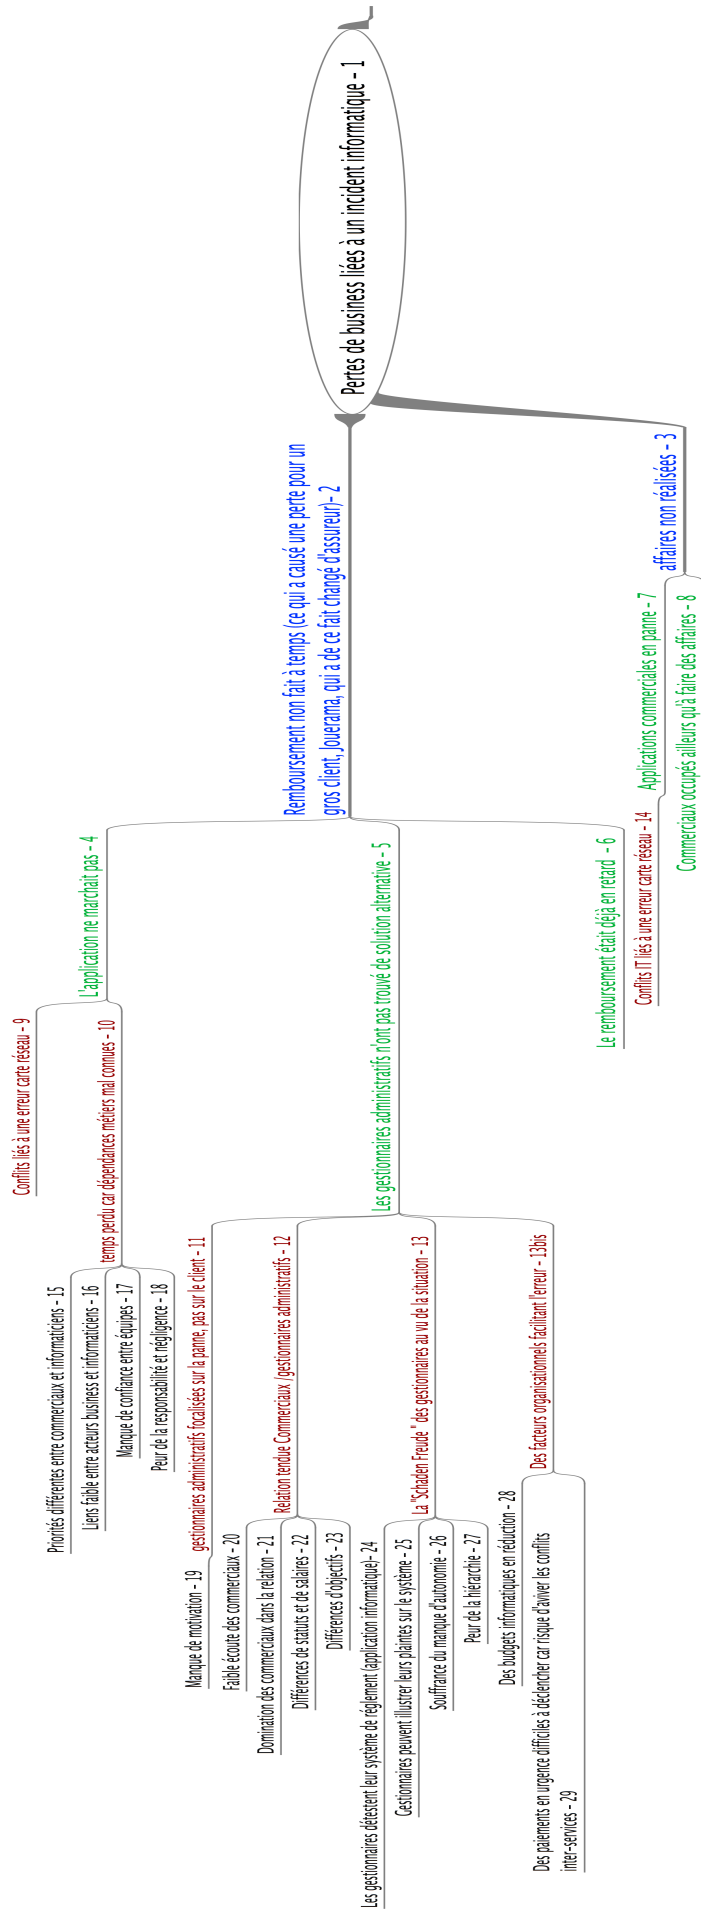 Pertes de business liées à un incident informatique - 1
Remboursement non fait à temps (ce qui a causé une perte pour un
gros client, Jouerama, qui a de ce fait changé d'assureur)- 2
L'application ne marchait pas - 4
Conflits liés à une erreur carte réseau - 9
temps perdu car dépendances métiers mal connues - 10
Priorités différentes entre commerciaux et informaticiens - 15
Liens faible entre acteurs business et informaticiens - 16
Manque de confiance entre équipes - 17
Peur de la responsabilité et négligence - 18
Les gestionnaires administratifs n'ont pas trouvé de solution alternative - 5
gestionnaires administratifs focalisées sur la panne, pas sur le client - 11
Manque de motivation - 19
Relation tendue Commerciaux /gestionnaires administratifs - 12
Faible écoute des commerciaux - 20
Domination des commerciaux dans la relation - 21
Différences de statuts et de salaires - 22
Différences d'objectifs - 23
La "Schaden Freude " des gestionnaires au vu de la situation - 13
Les gestionnaires détestent leur système de réglement (application informatique)- 24
Gestionnaires peuvent illustrer leurs plaintes sur le système - 25
Souffrance du manque d'autonomie - 26
Peur de la hiérarchie - 27
Des facteurs organisationnels facilitant l'erreur - 13bis
Des budgets informatiques en réduction - 28
Des paiements en urgence difficiles à déclencher car risque d'aviver les conflits
inter-services - 29
Le remboursement était déjà en retard - 6
affaires non réalisées - 3
Applications commerciales en panne - 7
Conflits IT liés à une erreur carte réseau - 14
Commerciaux occupés ailleurs qu'à faire des affaires - 8